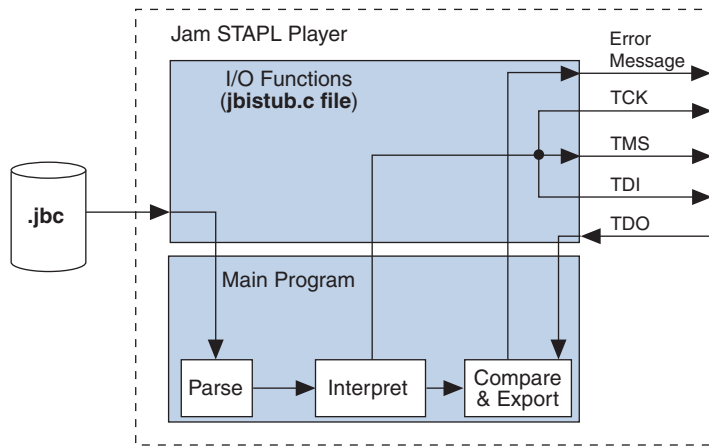 Jam STAPL Player
Error
Message
I/O Functions
(jbistub.c file)
TCK
TMS
TDI
TDO
.jbc
Main Program
Parse
Interpret
Compare
& Export